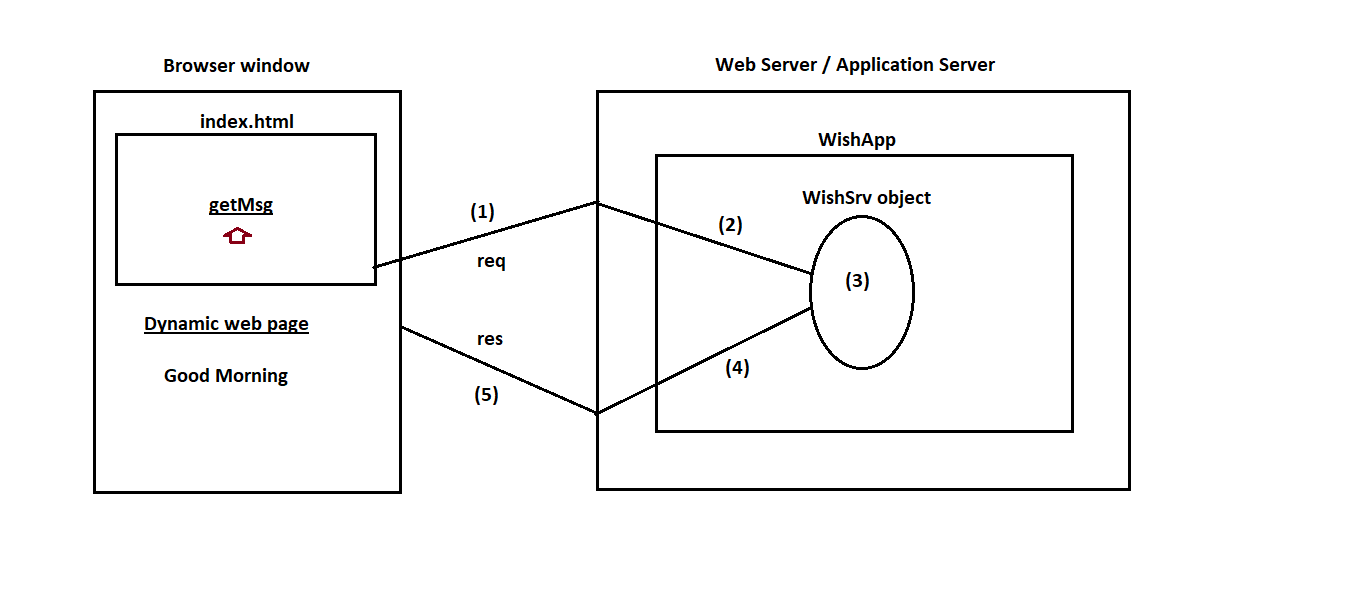 Browser window
index.html
getMsg
Dynamic web page
Good Morning
(1)
req
res
(5)
Web Server / Application Server
WishApp
WishSrv object
(2)
(3)
(4)